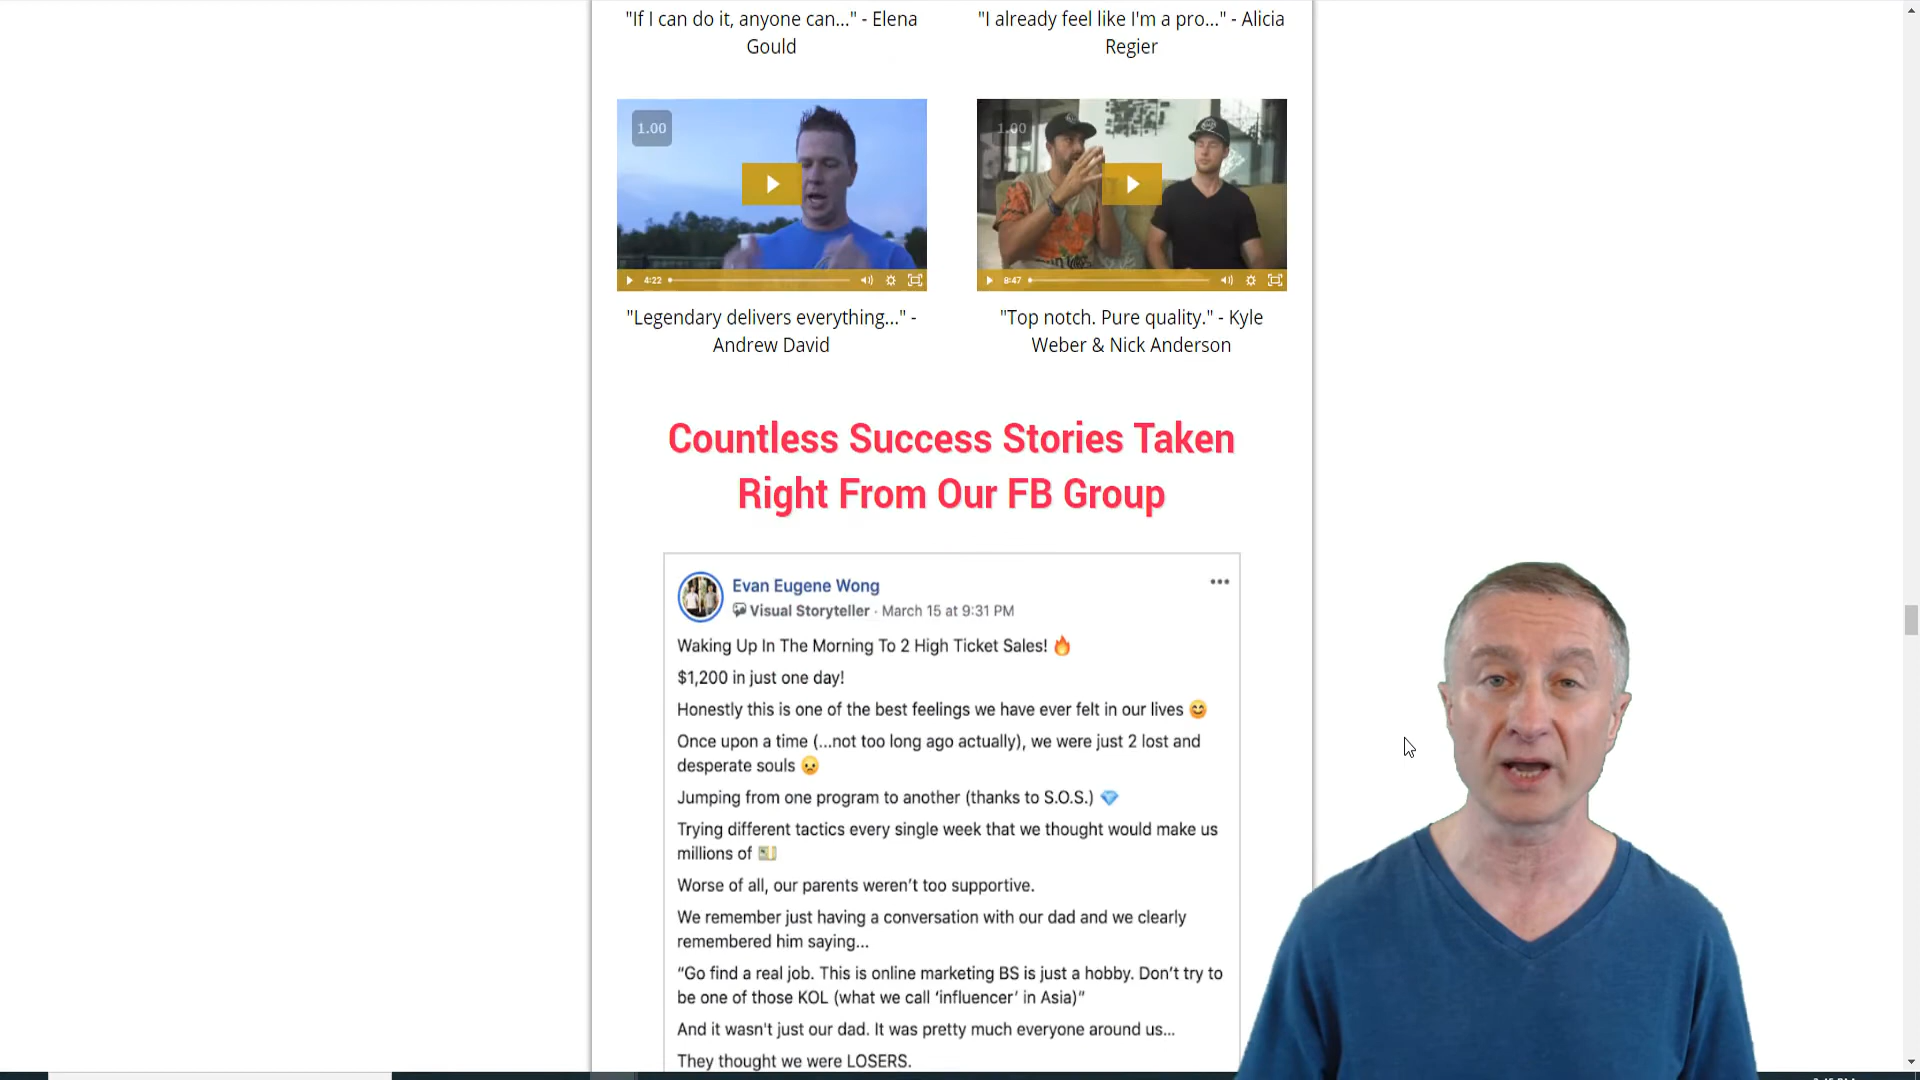 "If I can do it, anyone can..." - Elena
Gould
"I already feel like I'm a pro..." - Alicia
Regier
1.00
4:22
"Legendary delivers everything..." -
Andrew David
1.00
8:47
"Top notch. Pure quality." - Kyle
Weber & Nick Anderson
Countless Success Stories Taken
Right From Our FB Group
Evan Eugene Wong
Visual Storyteller · March 15 at 9:31 PM
Waking Up In The Morning To 2 High Ticket Sales! 🔥
$1,200 in just one day!
Honestly this is one of the best feelings we have ever felt in our lives 😊
Once upon a time (...not too long ago actually), we were just 2 lost and
desperate souls 😟
Jumping from one program to another (thanks to S.O.S.) 💎
Trying different tactics every single week that we thought would make us
millions of 💵
Worse of all, our parents weren't too supportive.
We remember just having a conversation with our dad and we clearly
remembered him saying...
“Go find a real job. This is online marketing BS is just a hobby. Don't try to
be one of those KOL (what we call ‘influencer’ in Asia)”
And it wasn't just our dad. It was pretty much everyone around us...
They thought we were LOSERS.